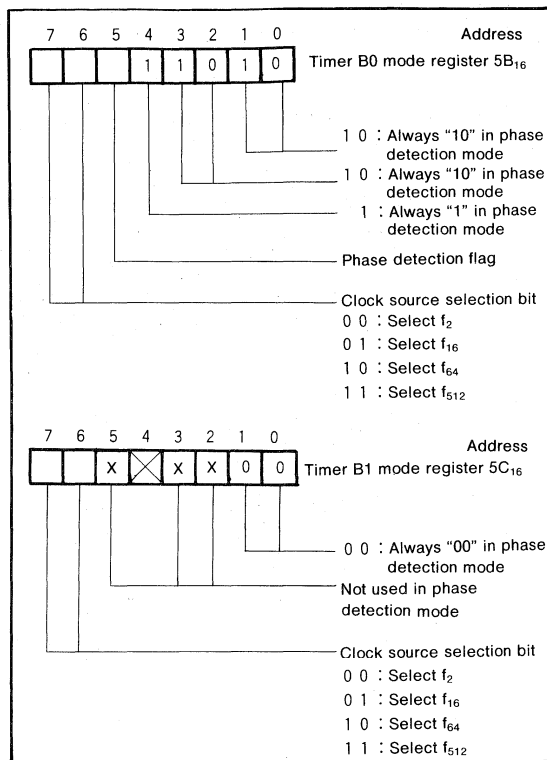 7 6 5 4 3 2 1 0 Address
1 1 0 1 0 Timer B0 mode register 5B₁₆
1 0 : Always “10” in phase
detection mode
1 0 : Always “10” in phase
detection mode
1 : Always “1” in phase
detection mode
Phase detection flag
Clock source selection bit
0 0 : Select f₂
0 1 : Select f₁₆
1 0 : Select f₆₄
1 1 : Select f₅₁₂
7 6 5 4 3 2 1 0 Address
X X X 0 0 Timer B1 mode register 5C₁₆
0 0 : Always “00” in phase
detection mode
Not used in phase
detection mode
Clock source selection bit
0 0 : Select f₂
0 1 : Select f₁₆
1 0 : Select f₆₄
1 1 : Select f₅₁₂